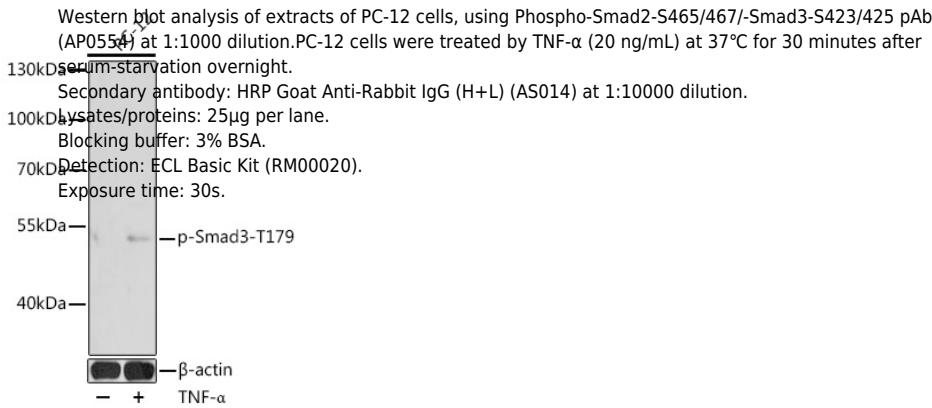 Western blot analysis of extracts of PC-12 cells, using Phospho-Smad2-S465/467/-Smad3-S423/425 pAb
(AP0554) at 1:1000 dilution.PC-12 cells were treated by TNF-α (20 ng/mL) at 37℃ for 30 minutes after
serum-starvation overnight.
Secondary antibody: HRP Goat Anti-Rabbit IgG (H+L) (AS014) at 1:10000 dilution.
Lysates/proteins: 25μg per lane.
Blocking buffer: 3% BSA.
Detection: ECL Basic Kit (RM00020).
Exposure time: 30s.
PC-12
130kDa
100kDa
70kDa
55kDa
p-Smad3-T179
40kDa
β-actin
− + TNF-α